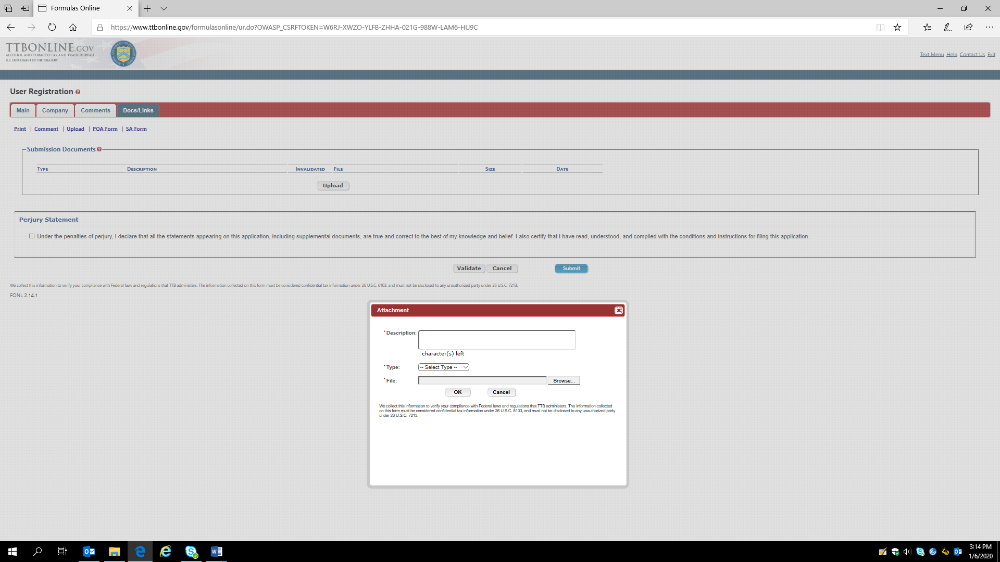 Formulas Online
https://www.ttbonline.gov/formulasonline/ur.do?OWASP_CSRFTOKEN=W6RJ-XWZO-YLFB-ZHHA-021G-988W-LAM6-HU9C
TTBONLINE.GOV
ALCOHOL AND TOBACCO TAX AND TRADE BUREAU
U.S. DEPARTMENT OF THE TREASURY
Text Menu Help Contact Us Exit
User Registration ?
Main Company Comments Docs/Links
Print | Comment | Upload | POA Form | SA Form
Submission Documents ?
TYPE DESCRIPTION INVALIDATED FILE SIZE DATE
Upload
Perjury Statement
Under the penalties of perjury, I declare that all the statements appearing on this application, including supplemental documents, are true and correct to the best of my knowledge and belief. I also certify that I have read, understood, and complied with the conditions and instructions for filing this application.
Validate Cancel Submit
We collect this information to verify your compliance with Federal laws and regulations that TTB administers. The information collected on this form must be considered confidential tax information under 26 U.S.C. 6103, and must not be disclosed to any unauthorized party under 26 U.S.C. 7213.
FONL 2.14.1
Attachment
*Description:
character(s) left
*Type: -- Select Type --
*File: Browse...
OK Cancel
We collect this information to verify your compliance with Federal laws and regulations that TTB administers. The information collected
on this form must be considered confidential tax information under 26 U.S.C. 6103, and must not be disclosed to any unauthorized party
under 26 U.S.C. 7213.
3:14 PM
1/6/2020